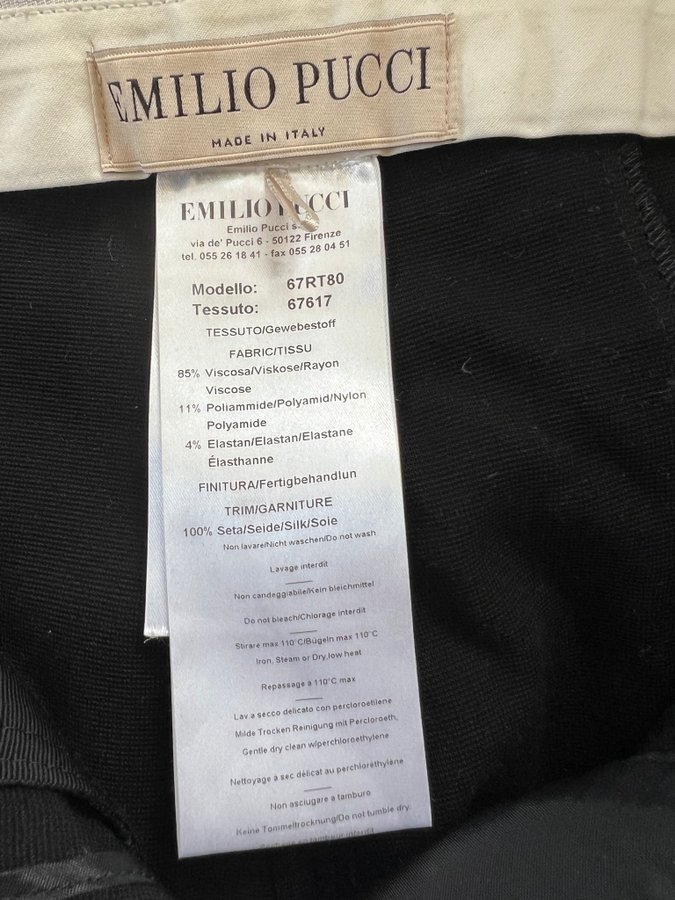 EMILIO PUCCI
MADE IN ITALY
EMILIO PUCCI
Emilio Pucci s-
via de' Pucci 6 - 50122 Firenze
tel. 055 26 18 41 - fax 055 28 04 51
Modello: 67RT80
Tessuto: 67617
TESSUTO/Gewebestoff
FABRIC/TISSU
85% Viscosa/Viskose/Rayon
Viscose
11% Poliammide/Polyamid/Nylon
Polyamide
4% Elastan/Elastan/Elastane
Élasthanne
FINITURA/Fertigbehandlun
TRIM/GARNITURE
100% Seta/Seide/Silk/Soie
Non lavare/Nicht waschen/Do not wash
Lavage interdit
Non candeggiabile/Kein bleichmittel
Do not bleach/Chlorage interdit
Stirare max 110°C/Bügeln max 110°C
Iron, Steam or Dry,low heat
Repassage a 110°C max
Lav a secco delicato con percloroetilene
Milde Trocken Reinigung mit Percloroeth,
Gentle dry clean w/perchloroethylene
Nettoyage à sec délicat au perchloréthylene
Non asciugare a tamburo
Keine Tommeltrocknung/Do not tumble dry.
tambour interdit